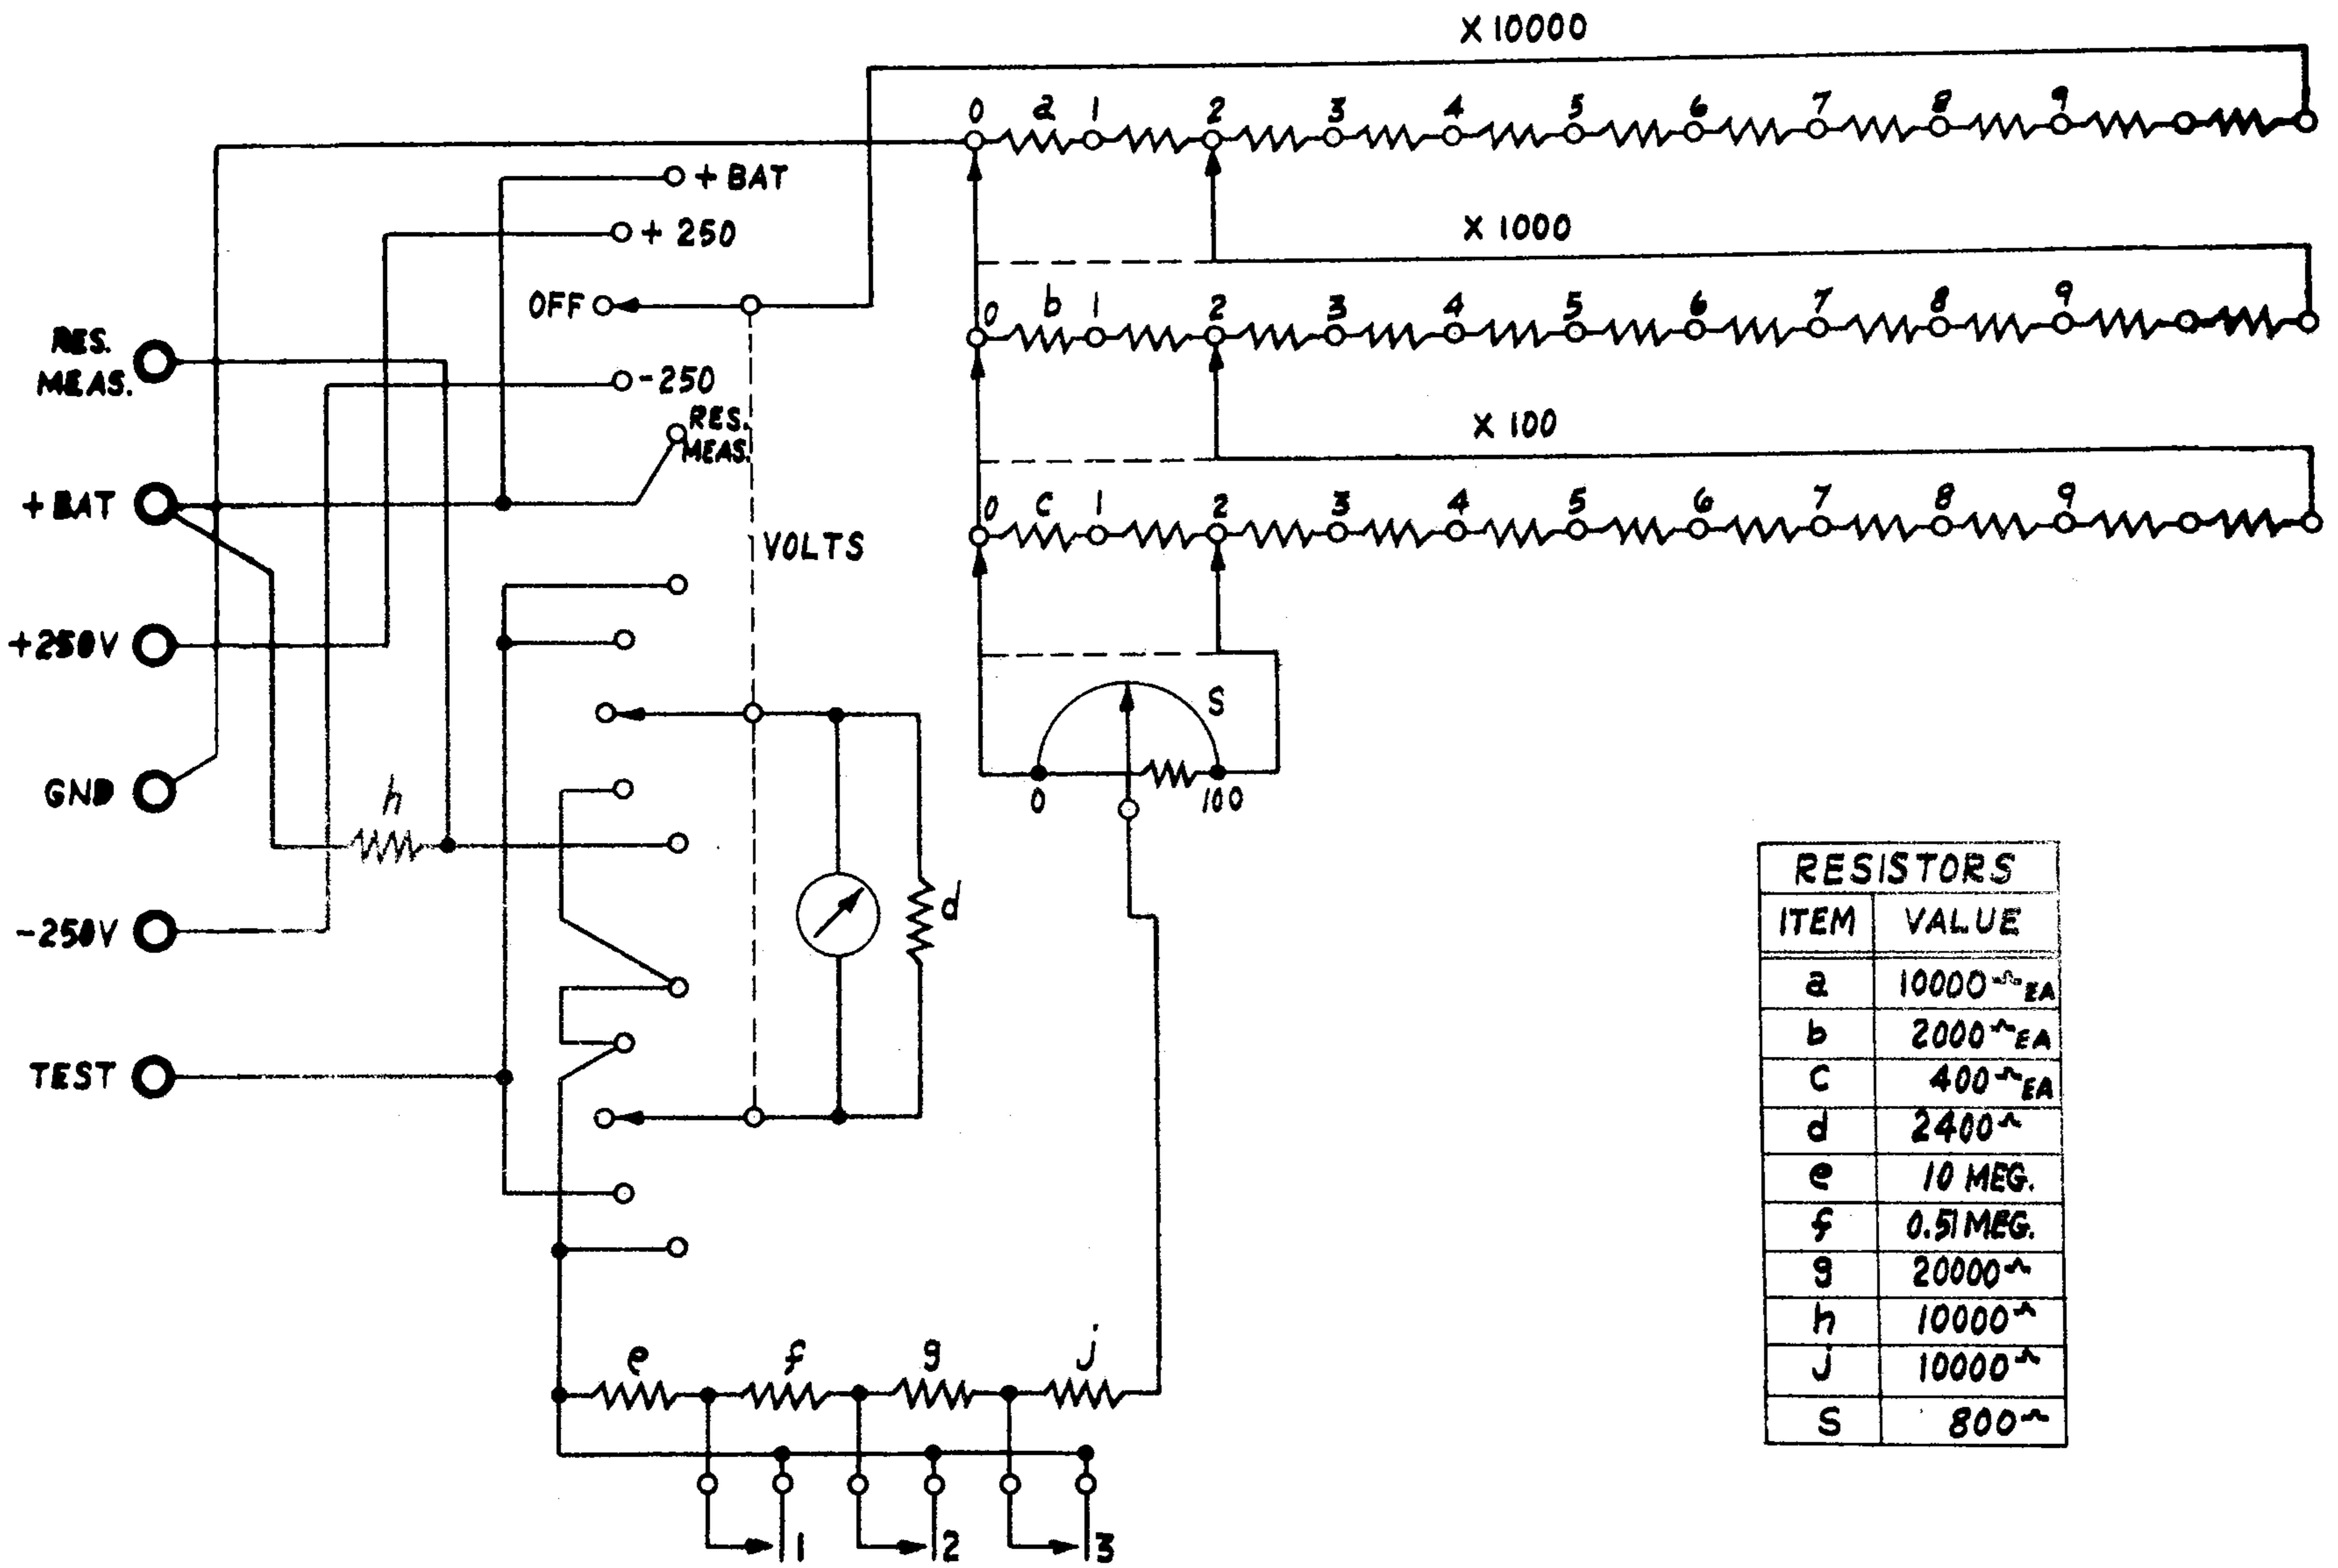 X 10000
0 a 1 2 3 4 5 6 7 8 9
+ BAT
+ 250
X 1000
OFF
0 b 1 2 3 4 5 6 7 8 9
RES.
MEAS.
-250
RES.
MEAS.
X 100
+BAT
0 c 1 2 3 4 5 6 7 8 9
VOLTS
+250V
S
GND
h
0 100
-250V
d
TEST
RESISTORS
ITEM VALUE
a 10000 EA
b 2000 EA
c 400 EA
d 2400
e 10 MEG.
f 0.51 MEG.
g 20000
h 10000
j 10000
S 800
e f g j
1 2 3